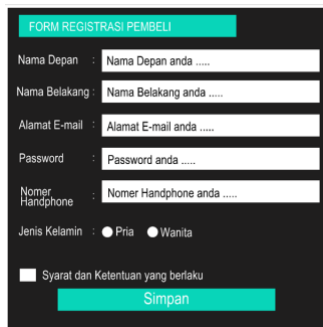 FORM REGISTRASI PEMBELI
Nama Depan : Nama Depan anda .....
Nama Belakang : Nama Belakang anda .....
Alamat E-mail : Alamat E-mail anda .....
Password : Password anda .....
Nomer Handphone : Nomer Handphone anda .....
Jenis Kelamin : Pria Wanita
Syarat dan Ketentuan yang berlaku
Simpan